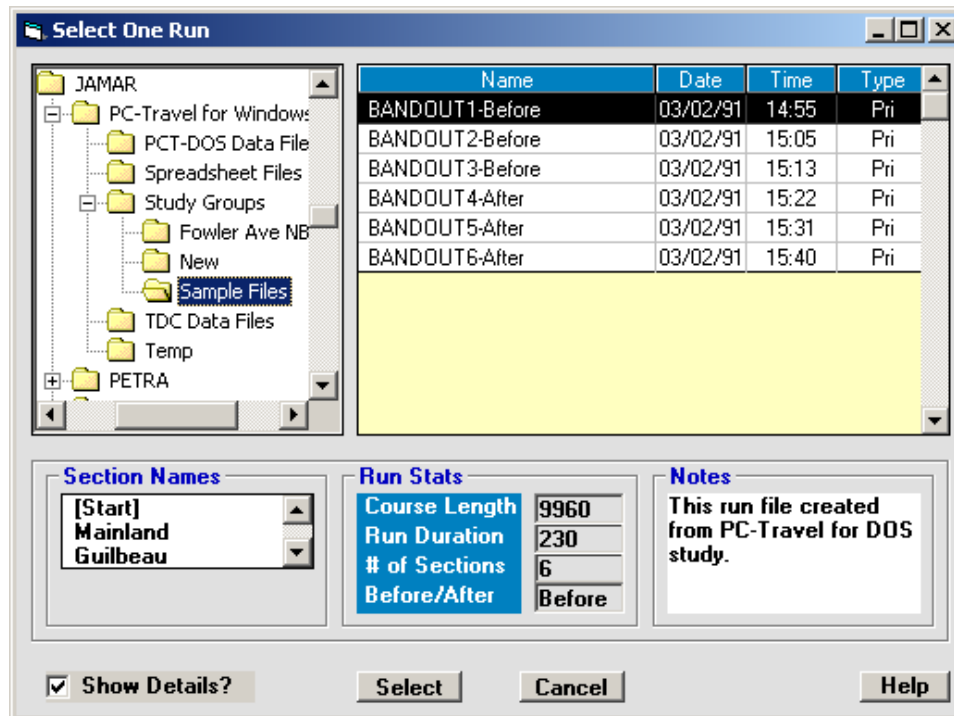 Select One Run
JAMAR
PC-Travel for Windows
PCT-DOS Data File
Spreadsheet Files
Study Groups
Fowler Ave NB
New
Sample Files
TDC Data Files
Temp
PETRA
Name Date Time Type
BANDOUT1-Before 03/02/91 14:55 Pri
BANDOUT2-Before 03/02/91 15:05 Pri
BANDOUT3-Before 03/02/91 15:13 Pri
BANDOUT4-After 03/02/91 15:22 Pri
BANDOUT5-After 03/02/91 15:31 Pri
BANDOUT6-After 03/02/91 15:40 Pri
Section Names
[Start]
Mainland
Guilbeau
Run Stats
Course Length 9960
Run Duration 230
# of Sections 6
Before/After Before
Notes
This run file created
from PC-Travel for DOS
study.
Show Details?
Select
Cancel
Help